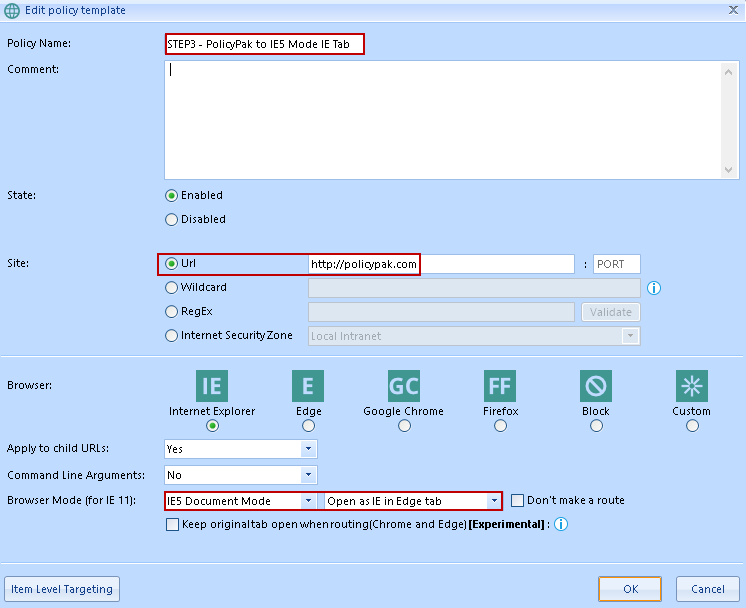 Edit policy template
Policy Name:
STEP3 - PolicyPak to IE5 Mode IE Tab
Comment:
State:
Enabled
Disabled
Site:
Url
http://policypak.com
:
PORT
Wildcard
i
RegEx
Validate
Internet Security Zone
Local Intranet
Browser:
IE
E
GC
FF
Internet Explorer
Edge
Google Chrome
Firefox
Block
Custom
Apply to child URLs:
Yes
Command Line Arguments:
No
Browser Mode (for IE 11):
IE5 Document Mode
Open as IE in Edge tab
Don't make a route
Keep original tab open when routing(Chrome and Edge)[Experimental] :
i
Item Level Targeting
OK
Cancel